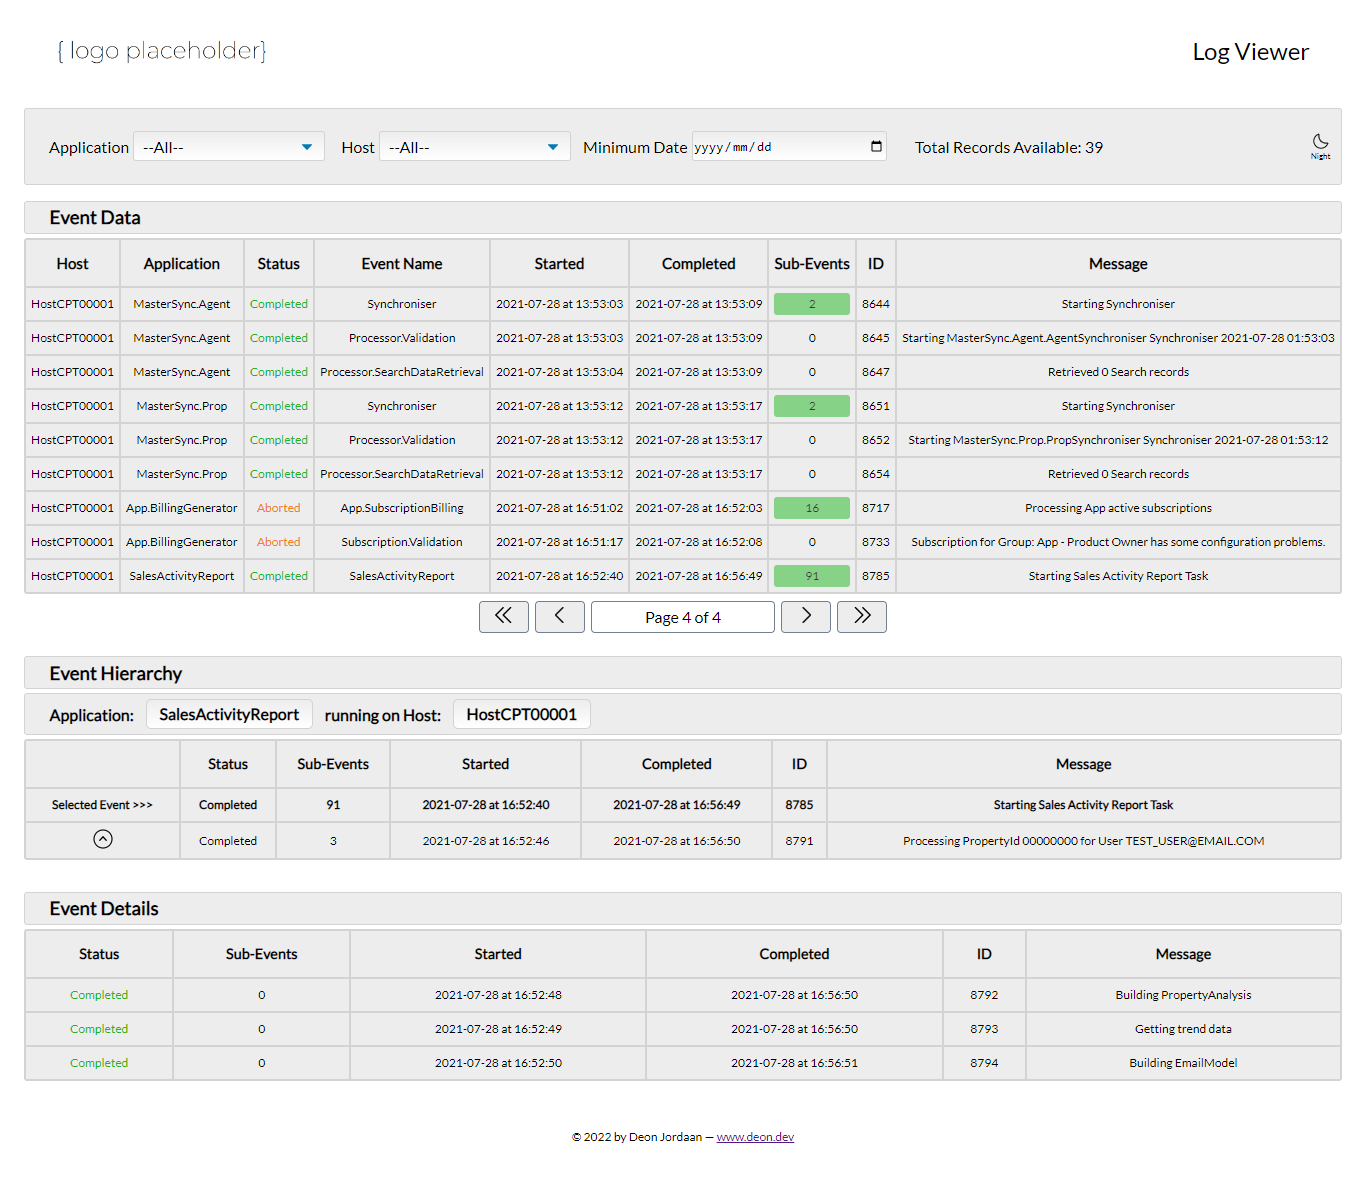 { logo placeholder}
Log Viewer
Application --All-- Host --All-- Minimum Date yyyy/mm/dd Total Records Available: 39 Night
Event Data
Host Application Status Event Name Started Completed Sub-Events ID Message
HostCPT00001 MasterSync.Agent Completed Synchroniser 2021-07-28 at 13:53:03 2021-07-28 at 13:53:09 2 8644 Starting Synchroniser
HostCPT00001 MasterSync.Agent Completed Processor.Validation 2021-07-28 at 13:53:03 2021-07-28 at 13:53:09 0 8645 Starting MasterSync.Agent.AgentSynchroniser Synchroniser 2021-07-28 01:53:03
HostCPT00001 MasterSync.Agent Completed Processor.SearchDataRetrieval 2021-07-28 at 13:53:04 2021-07-28 at 13:53:09 0 8647 Retrieved 0 Search records
HostCPT00001 MasterSync.Prop Completed Synchroniser 2021-07-28 at 13:53:12 2021-07-28 at 13:53:17 2 8651 Starting Synchroniser
HostCPT00001 MasterSync.Prop Completed Processor.Validation 2021-07-28 at 13:53:12 2021-07-28 at 13:53:17 0 8652 Starting MasterSync.Prop.PropSynchroniser Synchroniser 2021-07-28 01:53:12
HostCPT00001 MasterSync.Prop Completed Processor.SearchDataRetrieval 2021-07-28 at 13:53:12 2021-07-28 at 13:53:17 0 8654 Retrieved 0 Search records
HostCPT00001 App.BillingGenerator Aborted App.SubscriptionBilling 2021-07-28 at 16:51:02 2021-07-28 at 16:52:03 16 8717 Processing App active subscriptions
HostCPT00001 App.BillingGenerator Aborted Subscription.Validation 2021-07-28 at 16:51:17 2021-07-28 at 16:52:08 0 8733 Subscription for Group: App - Product Owner has some configuration problems.
HostCPT00001 SalesActivityReport Completed SalesActivityReport 2021-07-28 at 16:52:40 2021-07-28 at 16:56:49 91 8785 Starting Sales Activity Report Task
Page 4 of 4
Event Hierarchy
Application: SalesActivityReport running on Host: HostCPT00001
Status Sub-Events Started Completed ID Message
Selected Event >>> Completed 91 2021-07-28 at 16:52:40 2021-07-28 at 16:56:49 8785 Starting Sales Activity Report Task
Completed 3 2021-07-28 at 16:52:46 2021-07-28 at 16:56:50 8791 Processing PropertyId 00000000 for User TEST_USER@EMAIL.COM
Event Details
Status Sub-Events Started Completed ID Message
Completed 0 2021-07-28 at 16:52:48 2021-07-28 at 16:56:50 8792 Building PropertyAnalysis
Completed 0 2021-07-28 at 16:52:49 2021-07-28 at 16:56:50 8793 Getting trend data
Completed 0 2021-07-28 at 16:52:50 2021-07-28 at 16:56:51 8794 Building EmailModel
© 2022 by Deon Jordaan — www.deon.dev